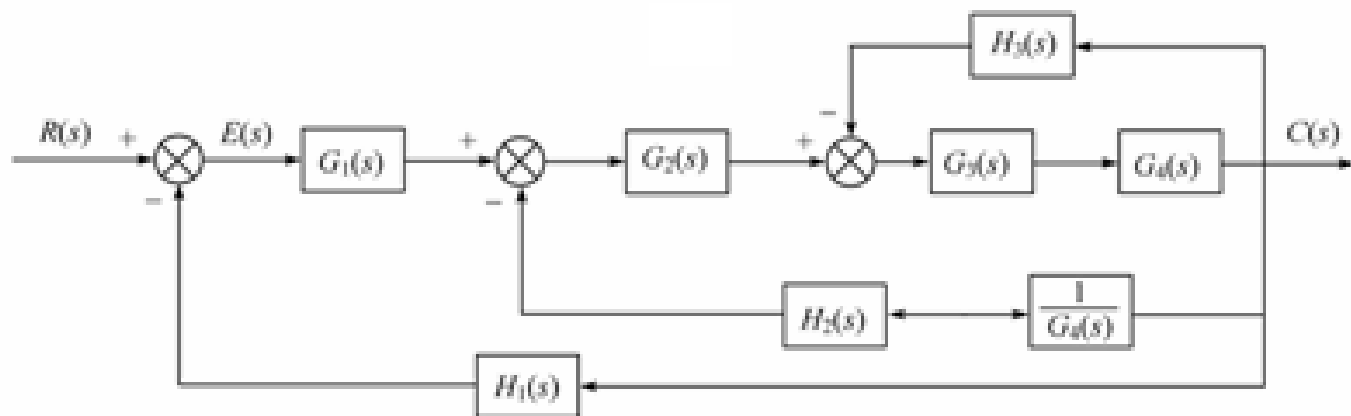 H₃(s)
R(s)
+
E(s)
G₁(s)
+
G₂(s)
+
−
G₃(s)
G₄(s)
C(s)
−
−
H₂(s)
1
G₄(s)
H₁(s)